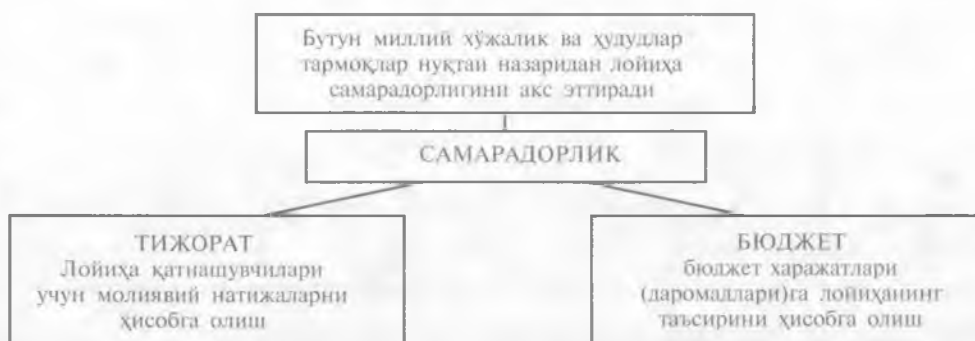 Бутун миллий хўжалик ва ҳудудлар
тармоқлар нуқтаи назаридан лойиҳа
самарадорлигини акс эттиради
САМАРАДОРЛИК
ТИЖОРАТ
Лойиҳа қатнашувчилари
учун молиявий натижаларни
ҳисобга олиш
БЮДЖЕТ
бюджет харажатлари
(даромадлари)га лойиҳанинг
таъсирини ҳисобга олиш